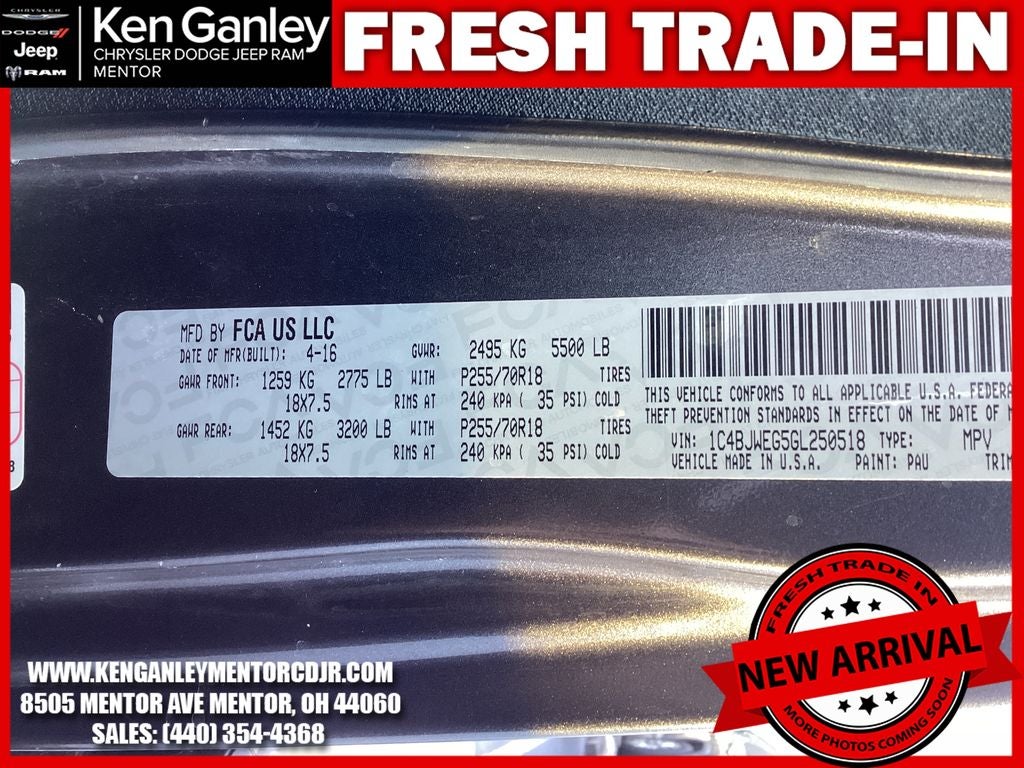 CHRYSLER
DODGE
Jeep
RAM
Ken Ganley
CHRYSLER DODGE JEEP RAM
MENTOR
FRESH TRADE-IN
MFD BY FCA US LLC
DATE OF MFR(BUILT): 4-16 GVWR: 2495 KG 5500 LB
GAWR FRONT: 1259 KG 2775 LB WITH P255/70R18 TIRES
18X7.5 RIMS AT 240 KPA ( 35 PSI) COLD
GAWR REAR: 1452 KG 3200 LB WITH P255/70R18 TIRES
18X7.5 RIMS AT 240 KPA ( 35 PSI) COLD
THIS VEHICLE CONFORMS TO ALL APPLICABLE U.S.A. FEDERA
THEFT PREVENTION STANDARDS IN EFFECT ON THE DATE OF M
VIN: 1C4BJWEG5GL250518 TYPE: MPV
VEHICLE MADE IN U.S.A. PAINT: PAU TRIM
WWW.KENGANLEYMENTORCDJR.COM
8505 MENTOR AVE MENTOR, OH 44060
SALES: (440) 354-4368
FRESH TRADE-IN
NEW ARRIVAL
MORE PHOTOS COMING SOON